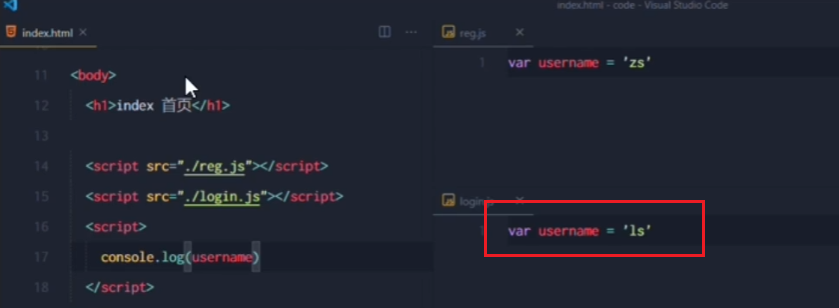 index.html - code - Visual Studio Code
index.html
11 <body>
12 <h1>index 首页</h1>
13
14 <script src="./reg.js"></script>
15 <script src="./login.js"></script>
16 <script>
17 console.log(username)
18 </script>
reg.js
1 var username = 'zs'
login.js
1 var username = 'ls'